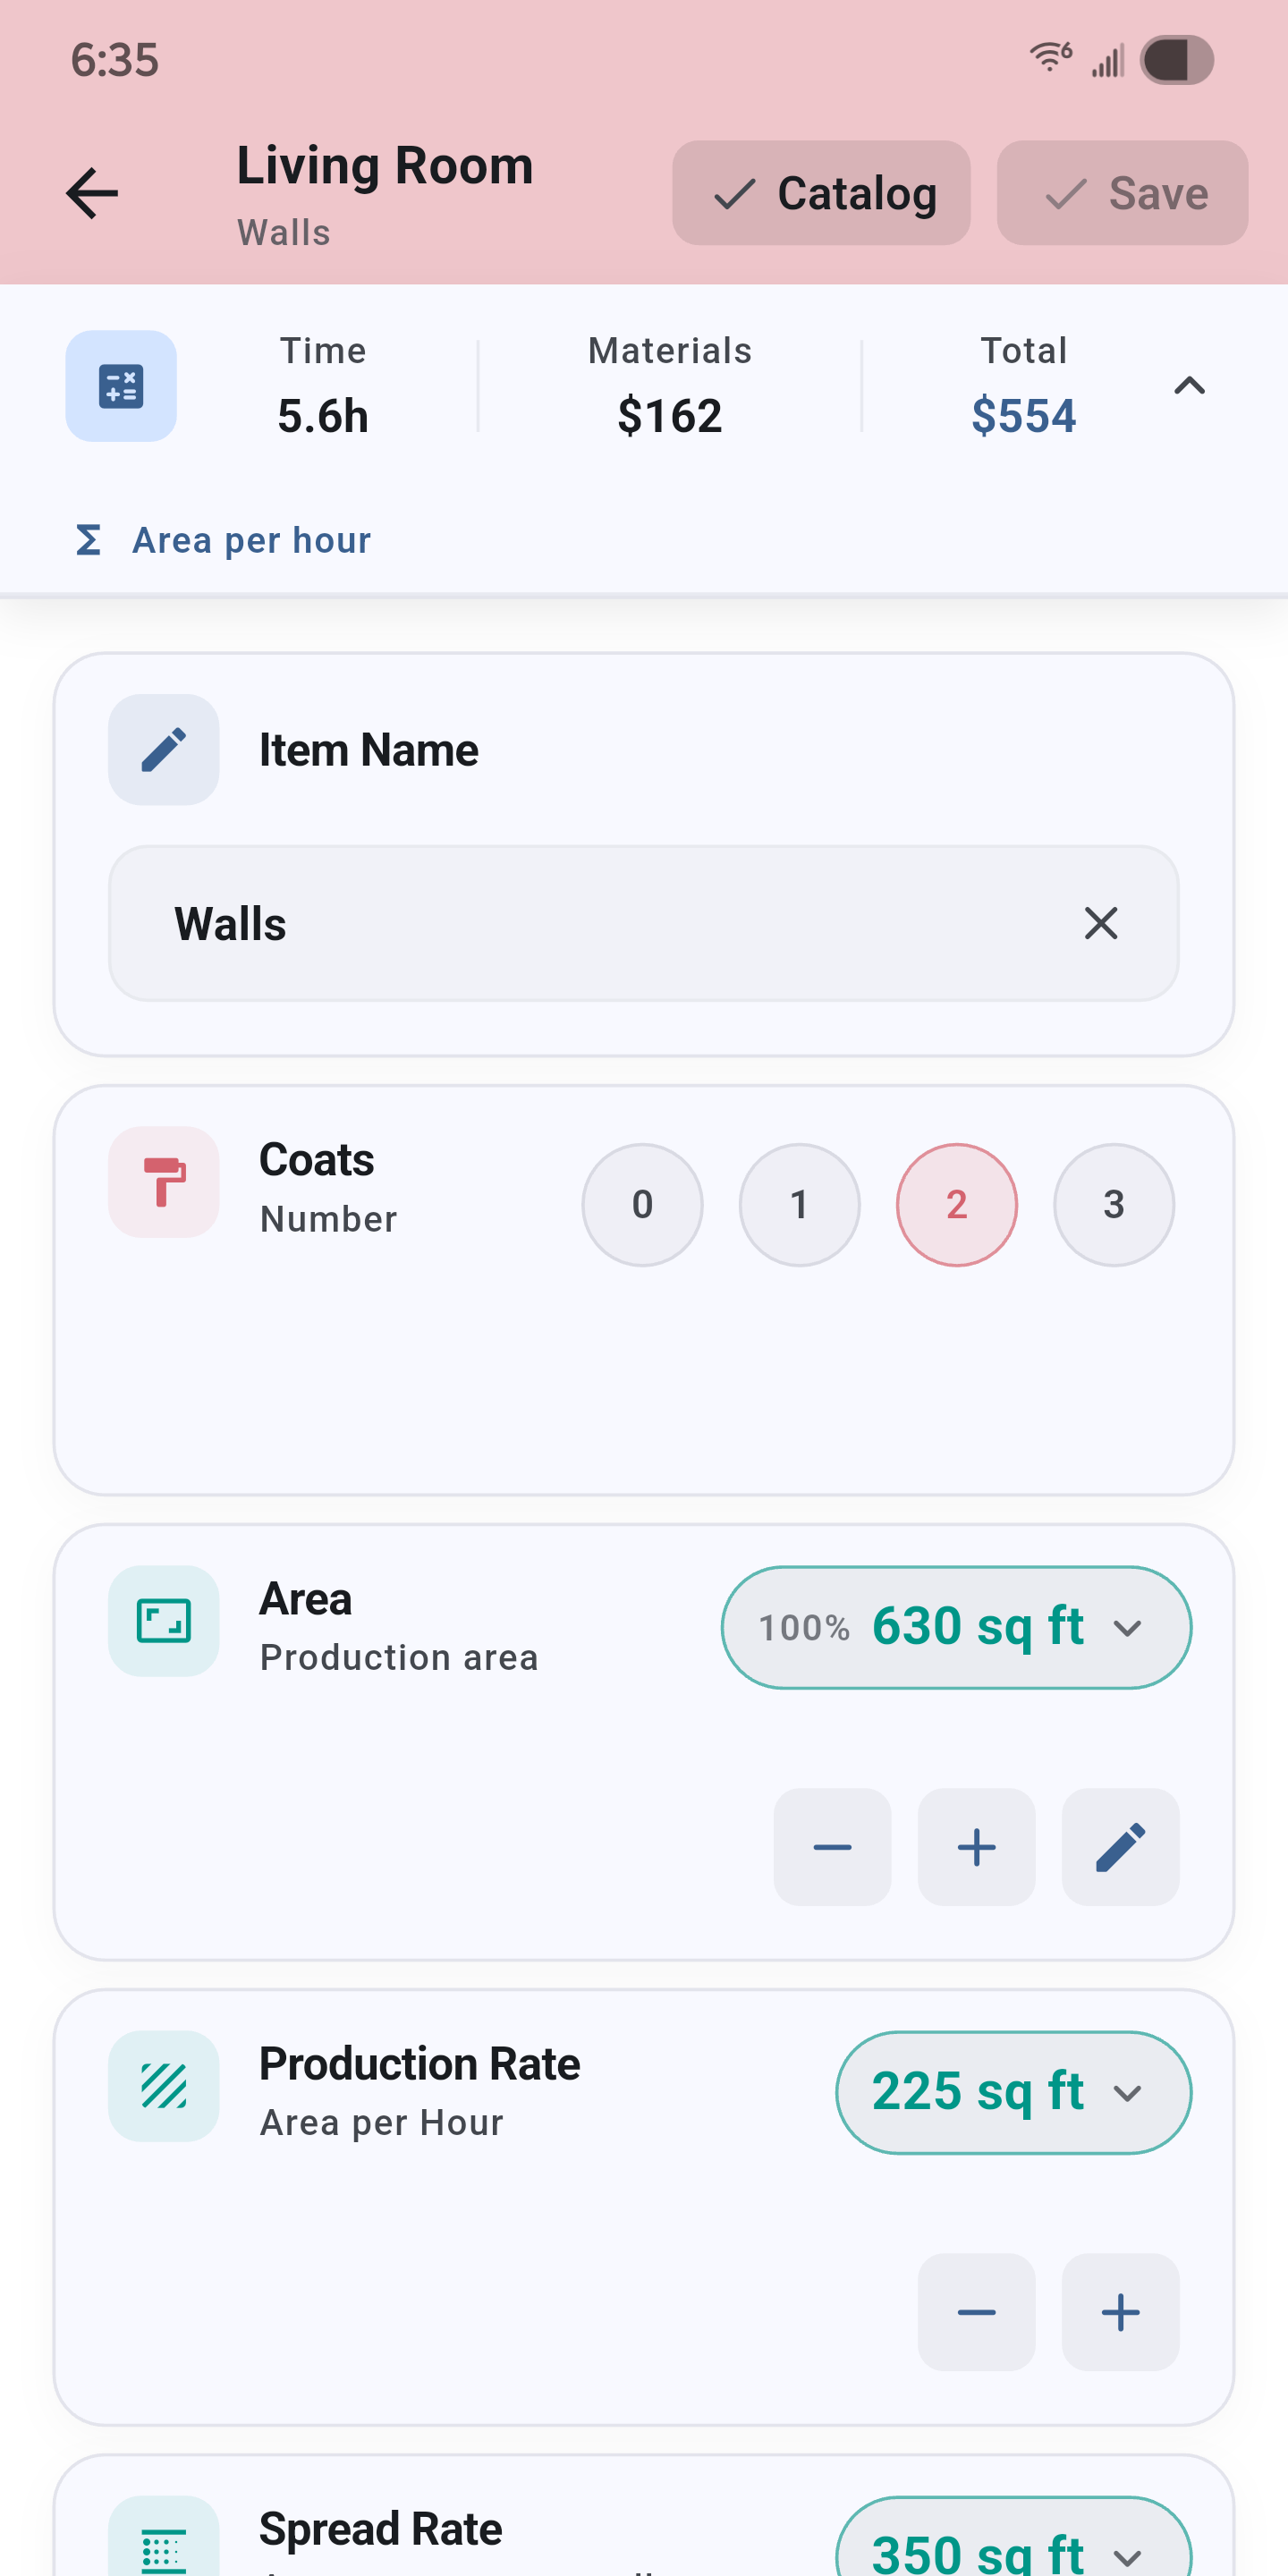 6:35
Living Room
Walls
Catalog
Save
Time
5.6h
Materials
$162
Total
$554
Area per hour
Item Name
Walls
Coats
Number
0
1
2
3
Area
Production area
100% 630 sq ft
Production Rate
Area per Hour
225 sq ft
Spread Rate
350 sq ft